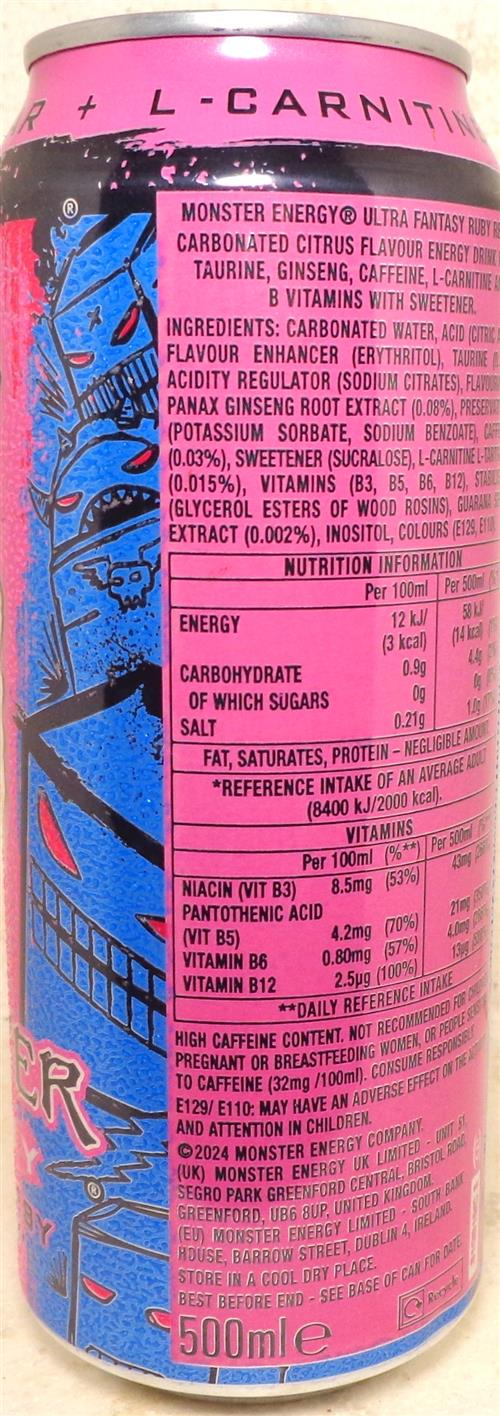 R + L-CARNITIN
®
MONSTER ENERGY® ULTRA FANTASY RUBY RE
CARBONATED CITRUS FLAVOUR ENERGY DRINK
TAURINE, GINSENG, CAFFEINE, L-CARNITINE A
B VITAMINS WITH SWEETENER.
INGREDIENTS: CARBONATED WATER, ACID (CITRIC
FLAVOUR ENHANCER (ERYTHRITOL), TAURINE
ACIDITY REGULATOR (SODIUM CITRATES), FLAVOU
PANAX GINSENG ROOT EXTRACT (0.08%), PRESERV
(POTASSIUM SORBATE, SODIUM BENZOATE), CAFF
(0.03%), SWEETENER (SUCRALOSE), L-CARNITINE L-TART
(0.015%), VITAMINS (B3, B5, B6, B12), STABIL
(GLYCEROL ESTERS OF WOOD ROSINS), GUARANA
EXTRACT (0.002%), INOSITOL, COLOURS (E129, E110
NUTRITION INFORMATION
Per 100ml Per 500ml
ENERGY 12 kJ/ 58 kJ/
(3 kcal) (14 kcal)
CARBOHYDRATE 0.9g 4.4g
OF WHICH SUGARS 0g 0g
SALT 0.21g 1.0g
FAT, SATURATES, PROTEIN – NEGLIGIBLE AMOUNT
*REFERENCE INTAKE OF AN AVERAGE ADULT
(8400 kJ/2000 kcal).
VITAMINS
Per 100ml (%**) Per 500ml
NIACIN (VIT B3) 8.5mg (53%) 43mg
PANTOTHENIC ACID
(VIT B5) 4.2mg (70%) 21mg
VITAMIN B6 0.80mg (57%) 4.0mg
VITAMIN B12 2.5µg (100%) 13µg
**DAILY REFERENCE INTAKE
HIGH CAFFEINE CONTENT. NOT RECOMMENDED FOR
PREGNANT OR BREASTFEEDING WOMEN, OR PEOPLE SENSI
TO CAFFEINE (32mg /100ml). CONSUME RESPONSIBLY.
E129/ E110: MAY HAVE AN ADVERSE EFFECT ON THE
AND ATTENTION IN CHILDREN.
©2024 MONSTER ENERGY COMPANY.
(UK) MONSTER ENERGY UK LIMITED - UNIT 51,
SEGRO PARK GREENFORD CENTRAL, BRISTOL ROAD,
GREENFORD, UB6 8UP, UNITED KINGDOM.
(EU) MONSTER ENERGY LIMITED - SOUTH BANK
HOUSE, BARROW STREET, DUBLIN 4, IRELAND.
STORE IN A COOL DRY PLACE.
BEST BEFORE END - SEE BASE OF CAN FOR DATE.
Recycle
500ml e
ER
Y
®
BY